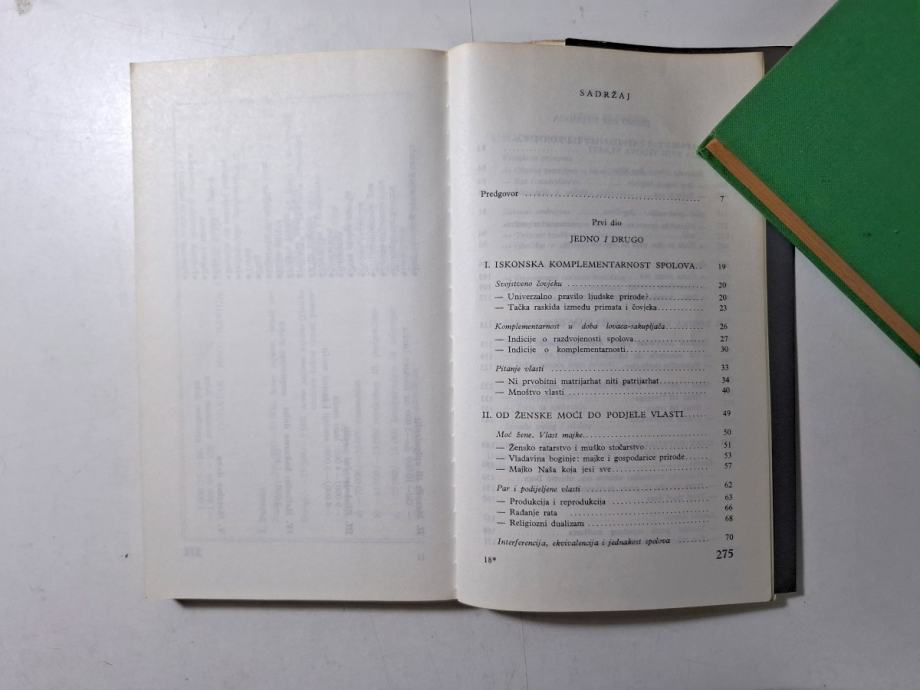 SADRŽAJ
Predgovor 7
Prvi dio
JEDNO I DRUGO
I. ISKONSKA KOMPLEMENTARNOST SPOLOVA 19
Svojstveno čovjeku 20
— Univerzalno pravilo ljudske prirode? 20
— Tačka raskida između primata i čovjeka 23
Komplementarnost u doba lovaca-sakupljača 26
— Indicije o razdvojenosti spolova 27
— Indicije o komplementarnosti 30
Pitanje vlasti 33
— Ni prvobitni matrijarhat niti patrijarhat 34
— Mnoštvo vlasti 40
II. OD ŽENSKE MOĆI DO PODJELE VLASTI 49
Moć žene. Vlast majke 50
— Žensko ratarstvo i muško stočarstvo 51
— Vladavina boginje: majke i gospodarice prirode 53
— Majko Naša koja jesi sve 57
Par i podijeljene vlasti 62
— Produkcija i reprodukcija 63
— Rađanje rata 66
— Religiozni dualizam 68
Interferencija, ekvivalencija i jednakost spolova 70
18* 275